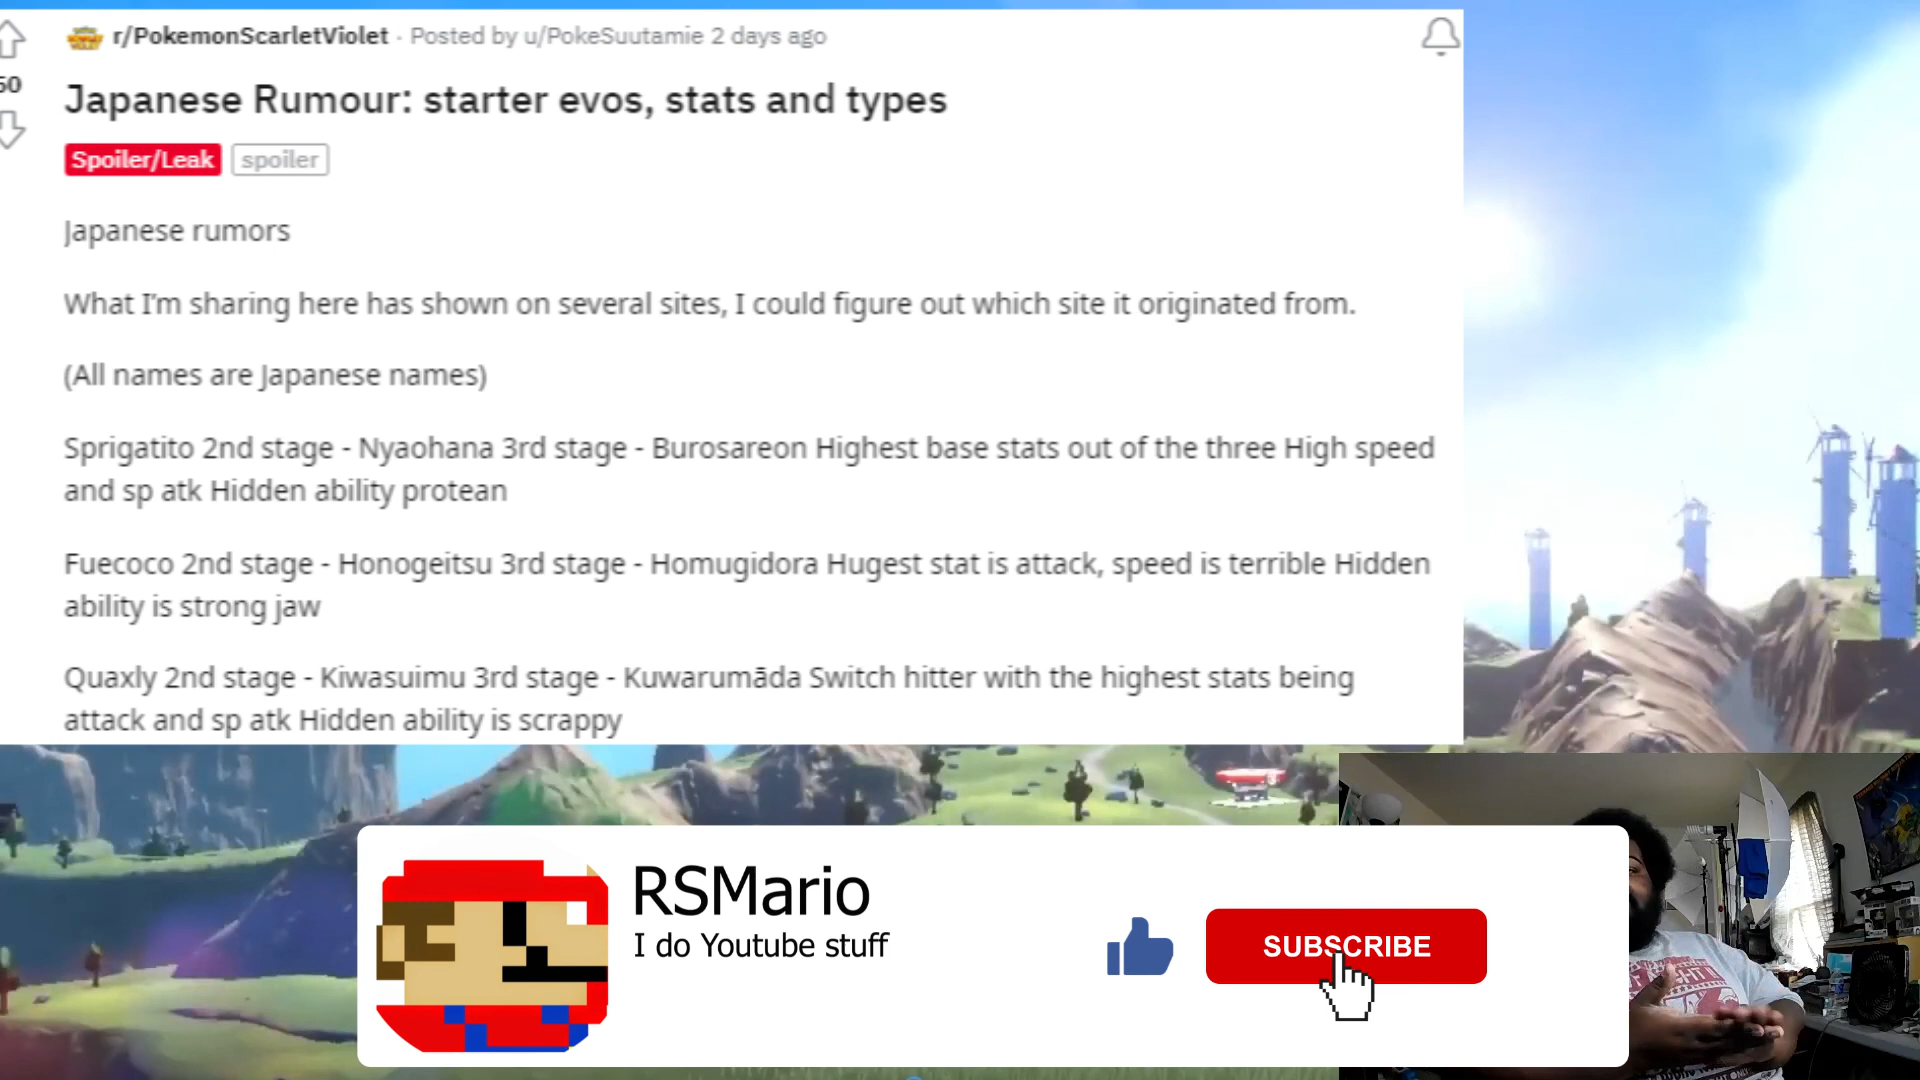 r/PokemonScarletViolet · Posted by u/PokeSuutamie 2 days ago
Japanese Rumour: starter evos, stats and types
Spoiler/Leak spoiler
Japanese rumors
What I'm sharing here has shown on several sites, I could figure out which site it originated from.
(All names are Japanese names)
Sprigatito 2nd stage - Nyaohana 3rd stage - Burosareon Highest base stats out of the three High speed
and sp atk Hidden ability protean
Fuecoco 2nd stage - Honogeitsu 3rd stage - Homugidora Hugest stat is attack, speed is terrible Hidden
ability is strong jaw
Quaxly 2nd stage - Kiwasuimu 3rd stage - Kuwarumāda Switch hitter with the highest stats being
attack and sp atk Hidden ability is scrappy
RSMario
I do Youtube stuff
SUBSCRIBE